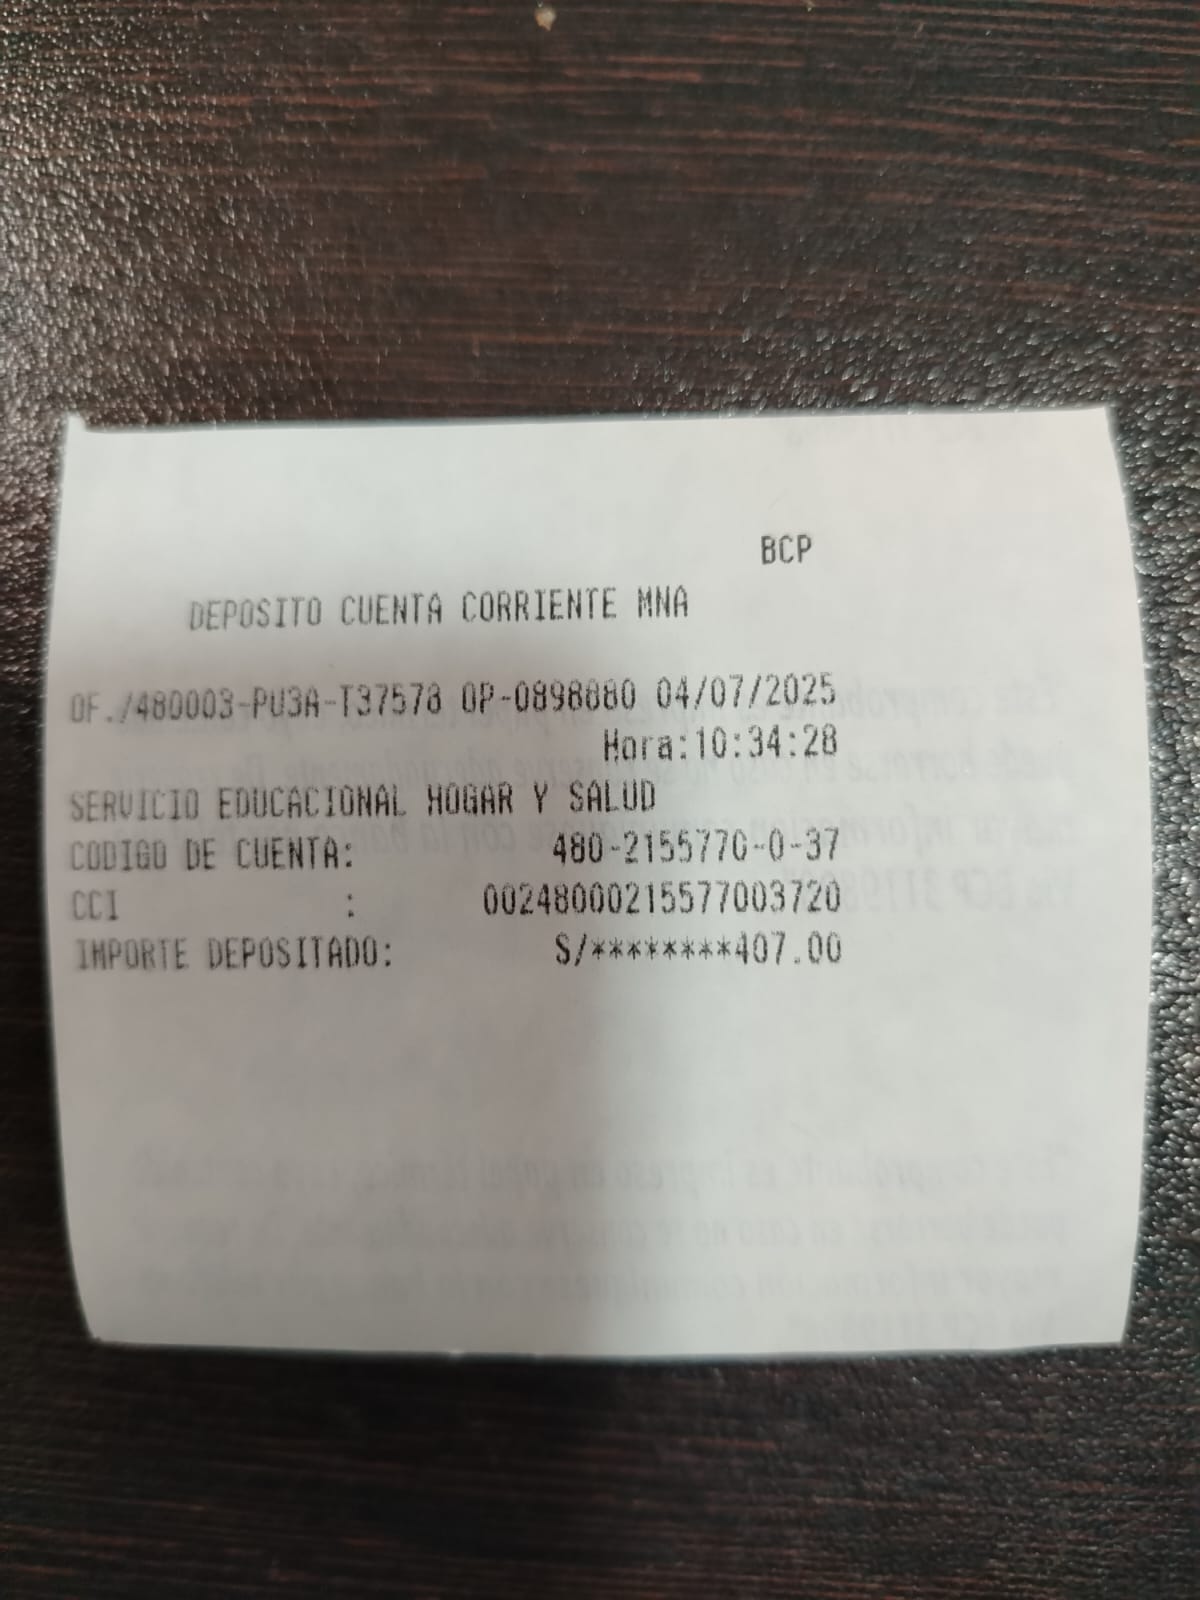 BCP
DEPOSITO CUENTA CORRIENTE MNA
OF./480003-PU3A-T37578 OP-0898880 04/07/2025
Hora:10:34:28
SERVICIO EDUCACIONAL HOGAR Y SALUD
CODIGO DE CUENTA: 480-2155770-0-37
CCI : 00248000215577003720
IMPORTE DEPOSITADO: S/********407.00